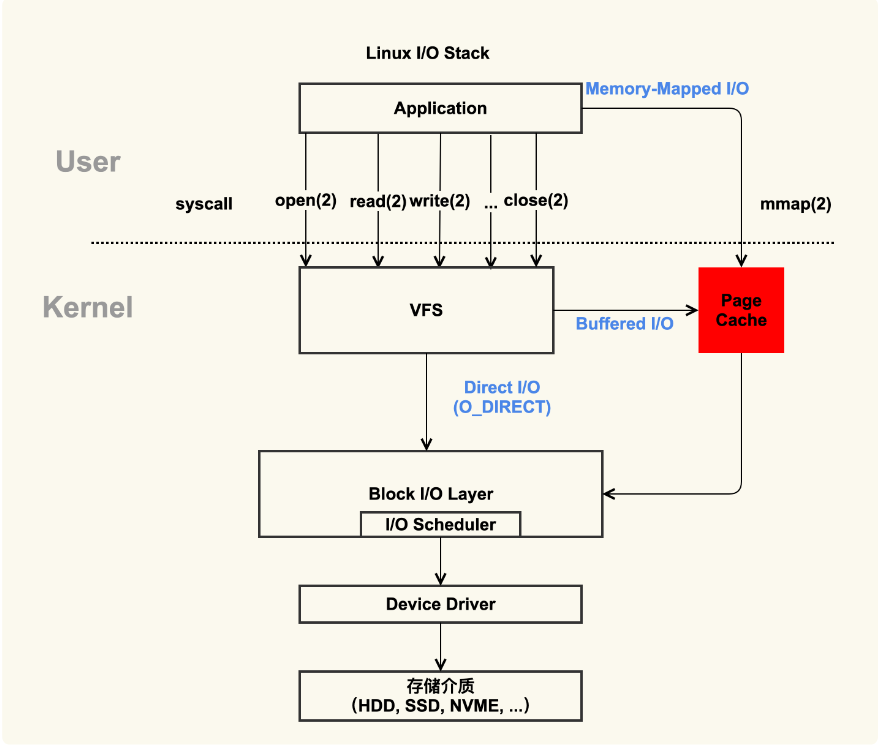 Linux I/O Stack
Memory-Mapped I/O
Application
User
syscall
open(2)
read(2)
write(2)
...
close(2)
mmap(2)
Kernel
VFS
Buffered I/O
Page
Cache
Direct I/O
(O_DIRECT)
Block I/O Layer
I/O Scheduler
Device Driver
存储介质
（HDD, SSD, NVME, ...）